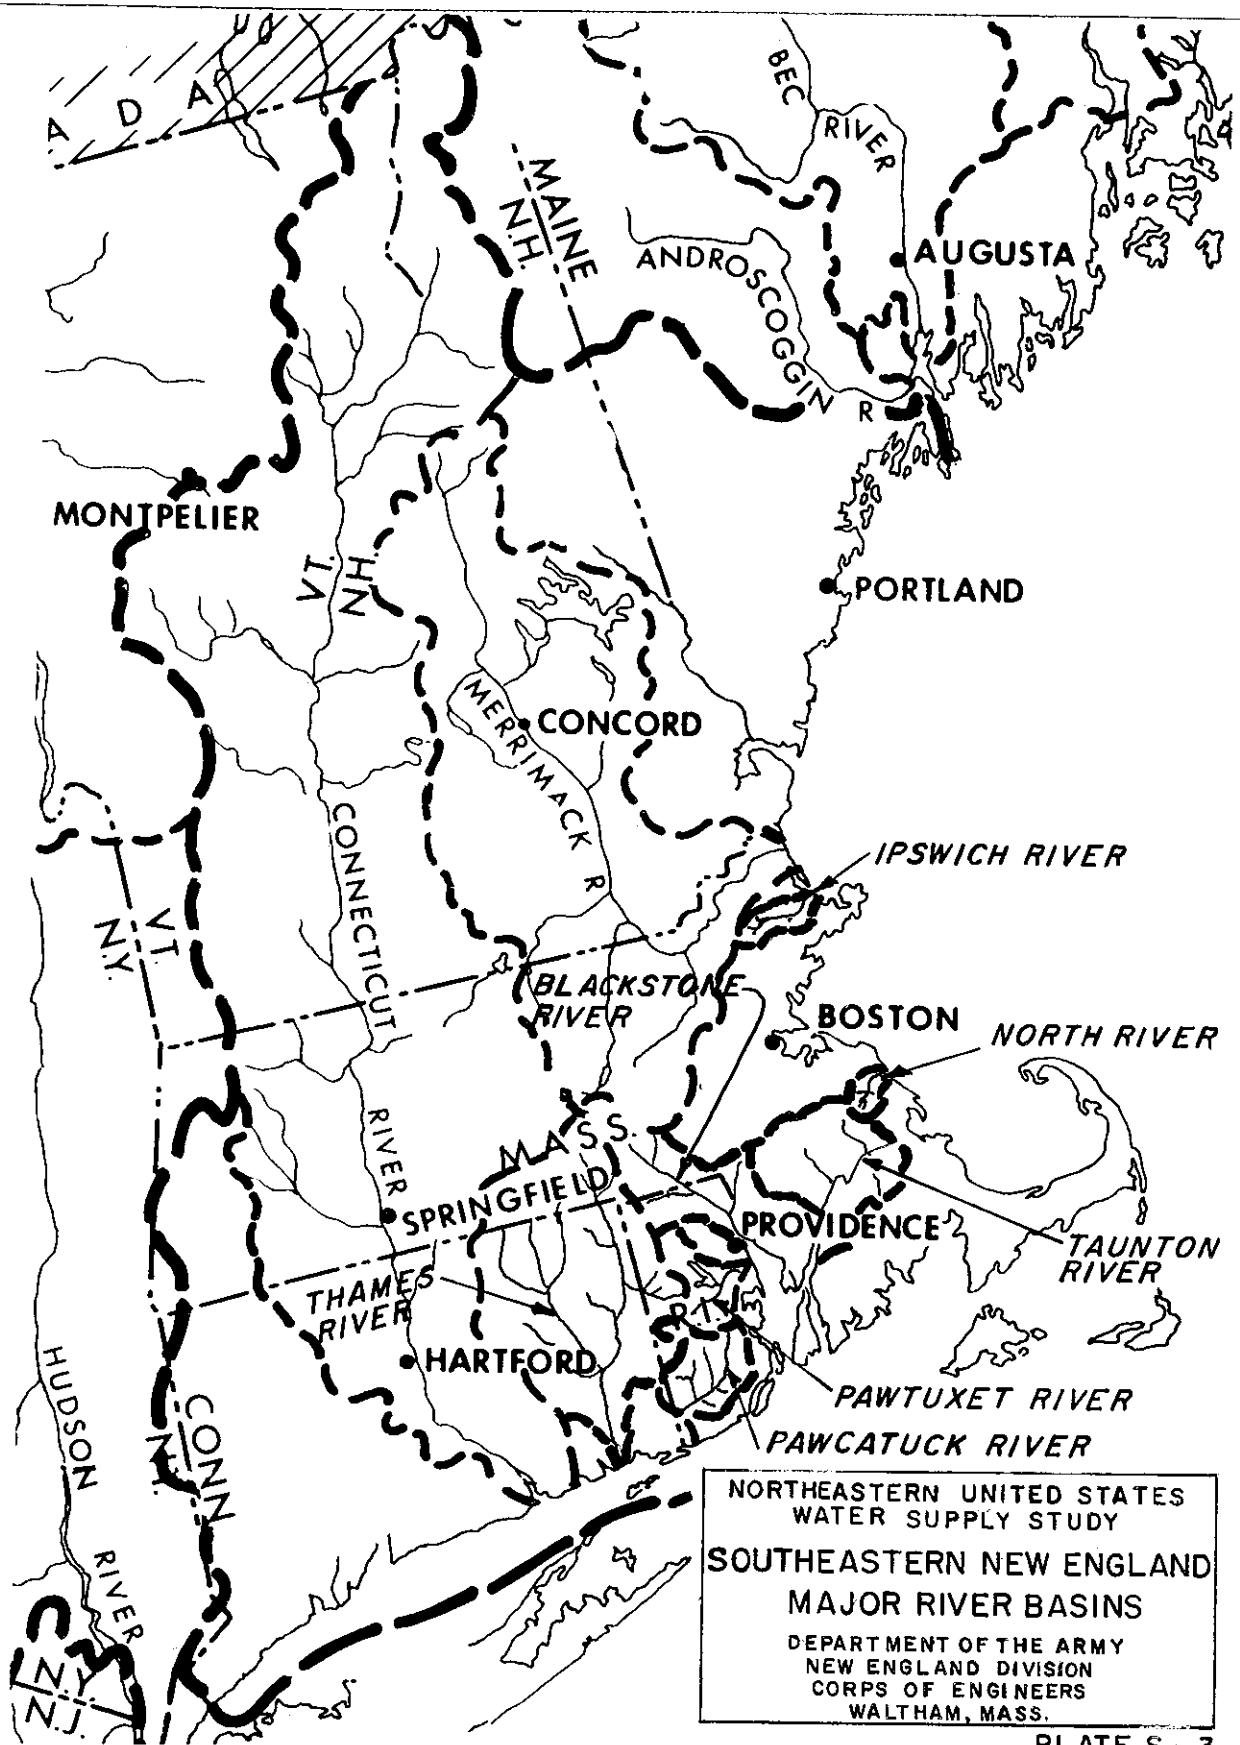 A D A
BEC
RIVER
MAINE
N.H.
ANDROSCOGGIN R
AUGUSTA
MONTPELIER
VT.
N.H.
PORTLAND
MERRIMACK R
CONCORD
CONNECTICUT
RIVER
IPSWICH RIVER
VT.
N.Y.
BLACKSTONE
RIVER
BOSTON
NORTH RIVER
MASS.
SPRINGFIELD
PROVIDENCE
TAUNTON
RIVER
THAMES
RIVER
R.I.
HARTFORD
HUDSON
RIVER
CONN.
N.Y.
PAWTUXET RIVER
PAWCATUCK RIVER
N.Y.
N.J.
NORTHEASTERN UNITED STATES
WATER SUPPLY STUDY
SOUTHEASTERN NEW ENGLAND
MAJOR RIVER BASINS
DEPARTMENT OF THE ARMY
NEW ENGLAND DIVISION
CORPS OF ENGINEERS
WALTHAM, MASS.
PLATE S-3